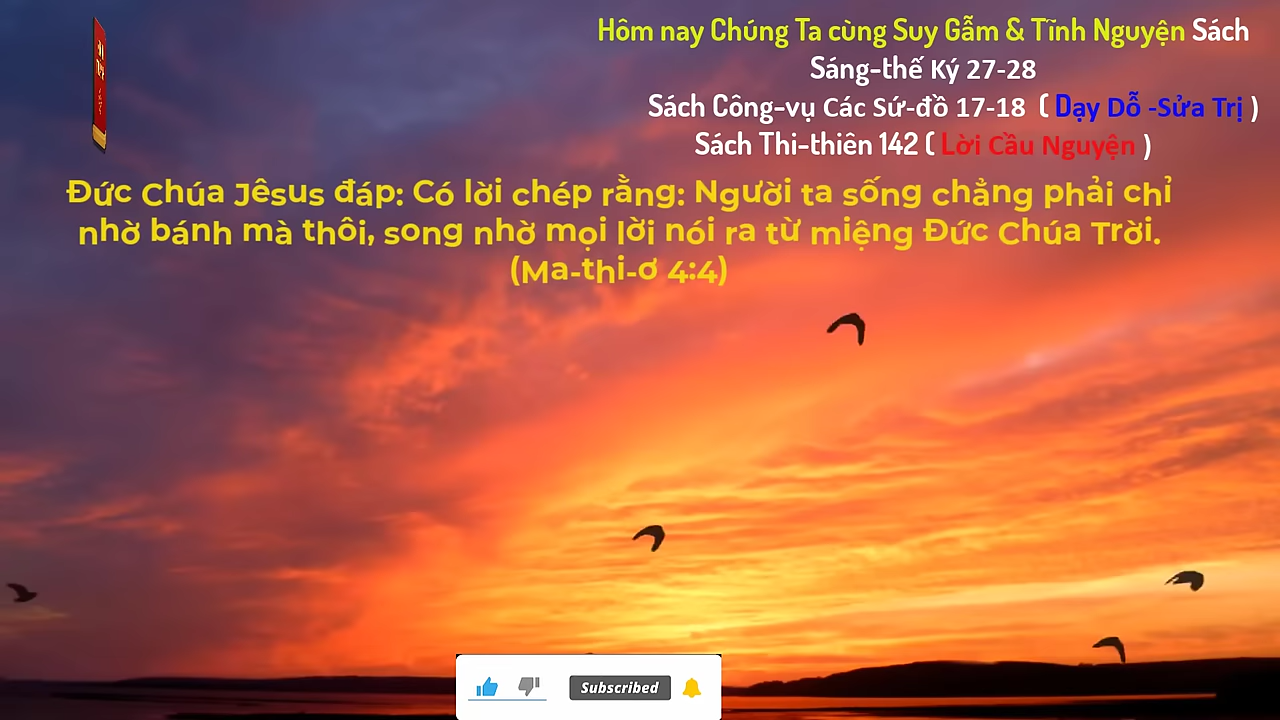 Hôm nay Chúng Ta cùng Suy Gẫm & Tĩnh Nguyện Sách
Sáng-thế Ký 27-28
Sách Công-vụ Các Sứ-đồ 17-18 ( Dạy Dỗ -Sửa Trị )
Sách Thi-thiên 142 ( Lời Cầu Nguyện )
Đức Chúa Jêsus đáp: Có lời chép rằng: Người ta sống chẳng phải chỉ
nhờ bánh mà thôi, song nhờ mọi lời nói ra từ miệng Đức Chúa Trời.
(Ma-thi-ơ 4:4)
Subscribed